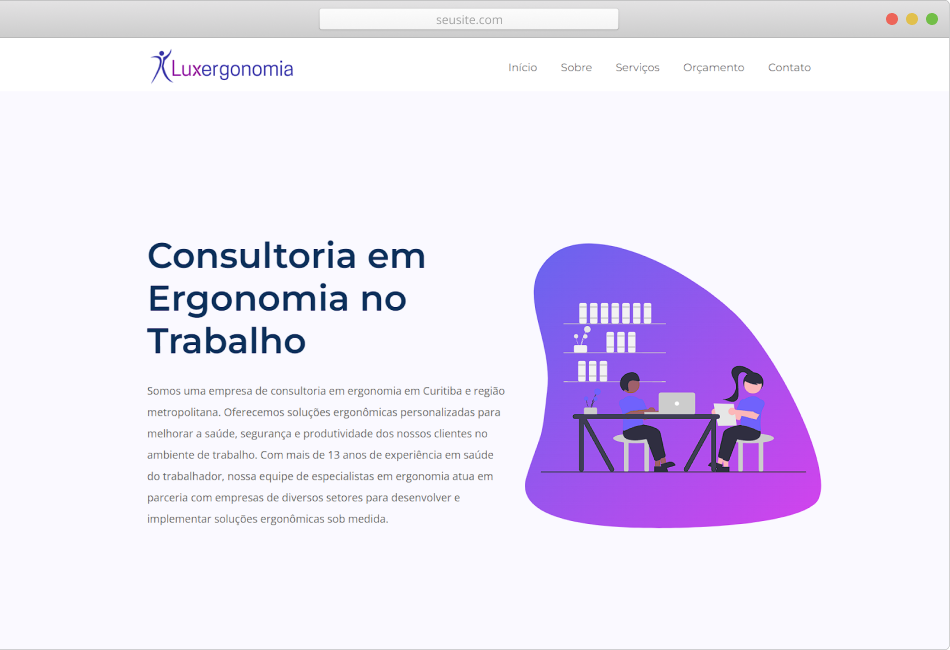 seusite.com
Luxergonomia
Início Sobre Serviços Orçamento Contato
Consultoria em
Ergonomia no
Trabalho
Somos uma empresa de consultoria em ergonomia em Curitiba e região
metropolitana. Oferecemos soluções ergonômicas personalizadas para
melhorar a saúde, segurança e produtividade dos nossos clientes no
ambiente de trabalho. Com mais de 13 anos de experiência em saúde
do trabalhador, nossa equipe de especialistas em ergonomia atua em
parceria com empresas de diversos setores para desenvolver e
implementar soluções ergonômicas sob medida.